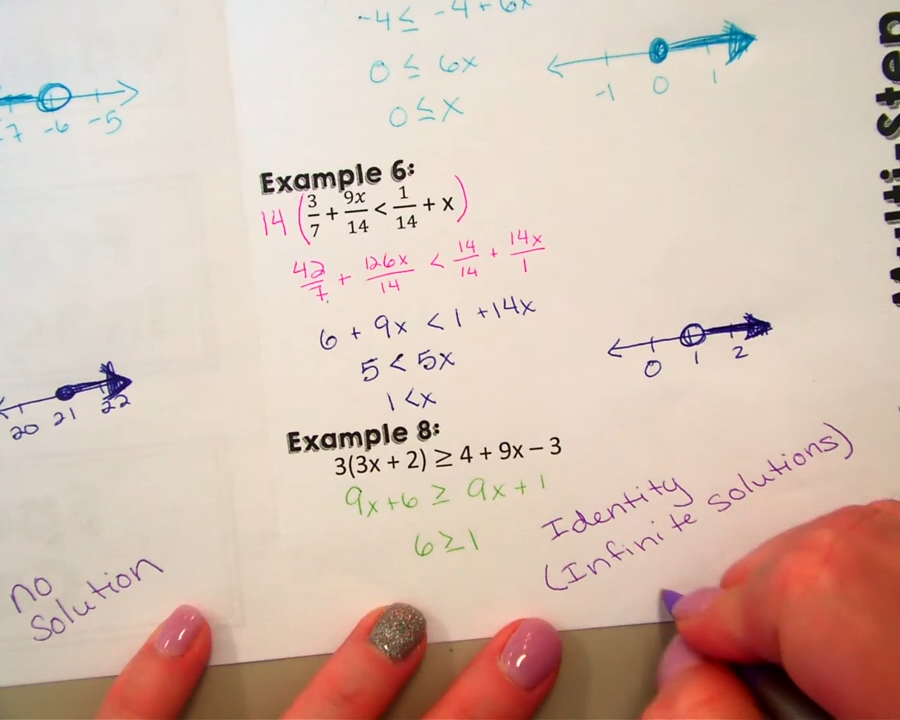 -4 ≤ -4 + 6x
0 ≤ 6x
0 ≤ x
-1 0 1
-7 -6 -5
Example 6:
14 ( 3/7 + 9x/14 < 1/14 + x )
42/7 + 126x/14 < 14/14 + 14x/1
6 + 9x < 1 + 14x
5 < 5x
1 < x
0 1 2
20 21 22
Example 8:
3(3x + 2) ≥ 4 + 9x – 3
9x + 6 ≥ 9x + 1
6 ≥ 1
Identity
(Infinite solutions)
no
Solution
Multi-Step